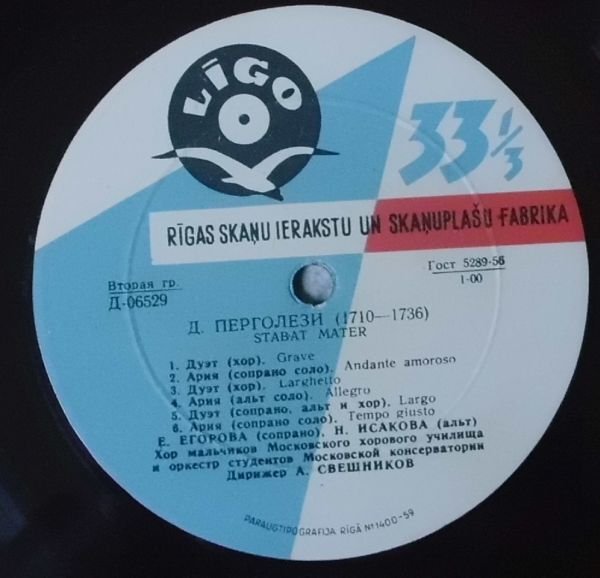 LĪGO
33 1/3
RĪGAS SKAŅU IERAKSTU UN SKAŅUPLAŠU FABRIKA
Вторая гр.
Д-06529
Гост 5289-56
1-00
Д. ПЕРГОЛЕЗИ (1710—1736)
STABAT MATER
1. Дуэт (хор). Grave
2. Ария (сопрано соло). Andante amoroso
3. Дуэт (хор). Larghetto
4. Ария (альт соло). Allegro
5. Дуэт (сопрано, альт и хор). Largo
6. Ария (сопрано соло). Tempo giusto
Е. ЕГОРОВА (сопрано), Н. ИСАКОВА (альт)
Хор мальчиков Московского хорового училища
и оркестр студентов Московской консерватории
Дирижер А. СВЕШНИКОВ
PARAUGTIPOGRAFIJA RĪGĀ Nº1400-59